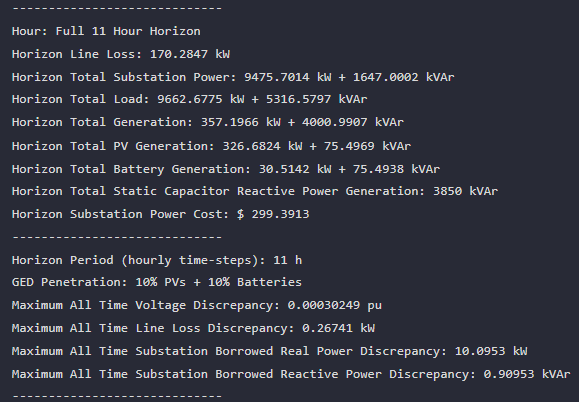 -----------------------------
Hour: Full 11 Hour Horizon
Horizon Line Loss: 170.2847 kW
Horizon Total Substation Power: 9475.7014 kW + 1647.0002 kVAr
Horizon Total Load: 9662.6775 kW + 5316.5797 kVAr
Horizon Total Generation: 357.1966 kW + 4000.9907 kVAr
Horizon Total PV Generation: 326.6824 kW + 75.4969 kVAr
Horizon Total Battery Generation: 30.5142 kW + 75.4938 kVAr
Horizon Total Static Capacitor Reactive Power Generation: 3850 kVAr
Horizon Substation Power Cost: $ 299.3913
-----------------------------
Horizon Period (hourly time-steps): 11 h
GED Penetration: 10% PVs + 10% Batteries
Maximum All Time Voltage Discrepancy: 0.00030249 pu
Maximum All Time Line Loss Discrepancy: 0.26741 kW
Maximum All Time Substation Borrowed Real Power Discrepancy: 10.0953 kW
Maximum All Time Substation Borrowed Reactive Power Discrepancy: 0.90953 kVAr
-----------------------------